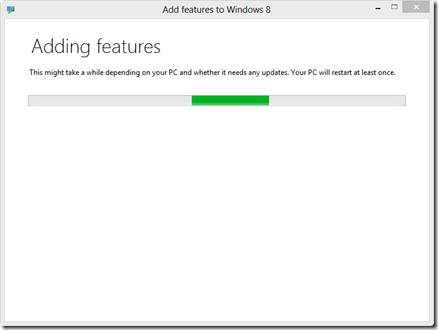 Add features to Windows 8
Adding features
This might take a while depending on your PC and whether it needs any updates. Your PC will restart at least once.